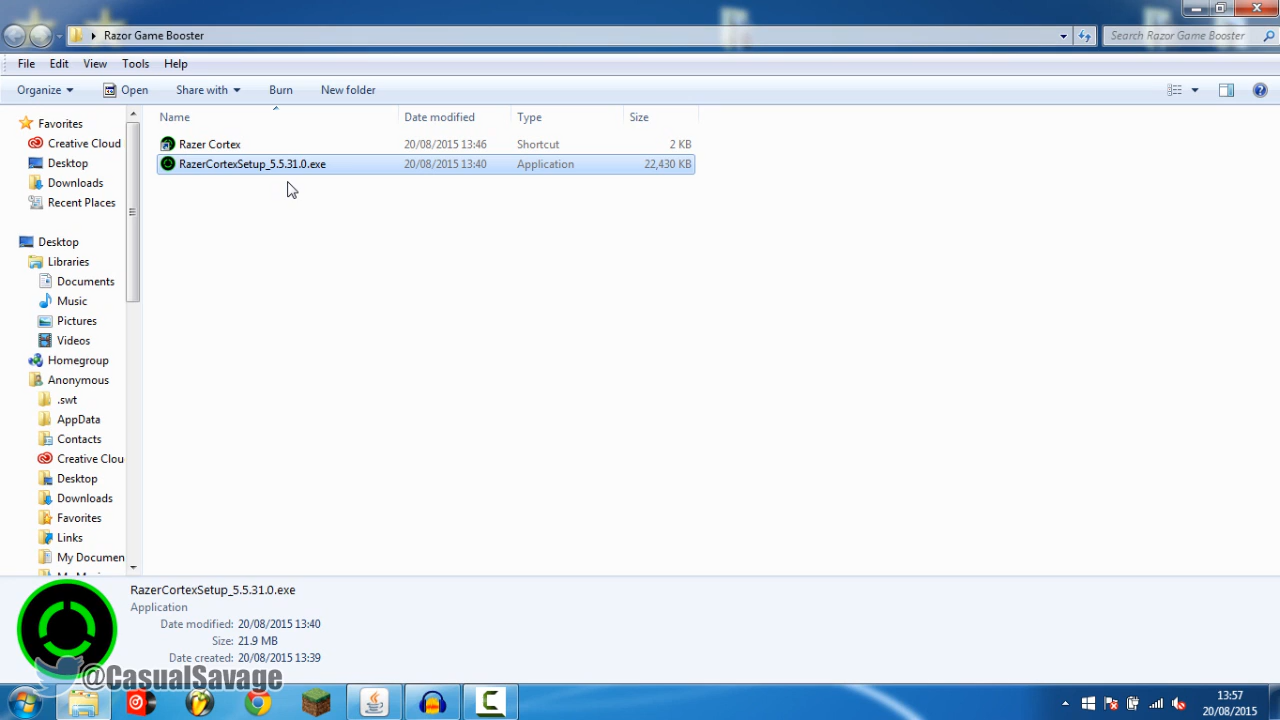 Razor Game Booster
Search Razor Game Booster
File Edit View Tools Help
Organize Open Share with Burn New folder
Name Date modified Type Size
Razer Cortex 20/08/2015 13:46 Shortcut 2 KB
RazerCortexSetup_5.5.31.0.exe 20/08/2015 13:40 Application 22,430 KB
Favorites
Creative Cloud
Desktop
Downloads
Recent Places
Desktop
Libraries
Documents
Music
Pictures
Videos
Homegroup
Anonymous
.swt
AppData
Contacts
Creative Clou
Desktop
Downloads
Favorites
Links
My Documen
RazerCortexSetup_5.5.31.0.exe
Application
Date modified: 20/08/2015 13:40
Size: 21.9 MB
Date created: 20/08/2015 13:39
@CasualSavage
13:57
20/08/2015